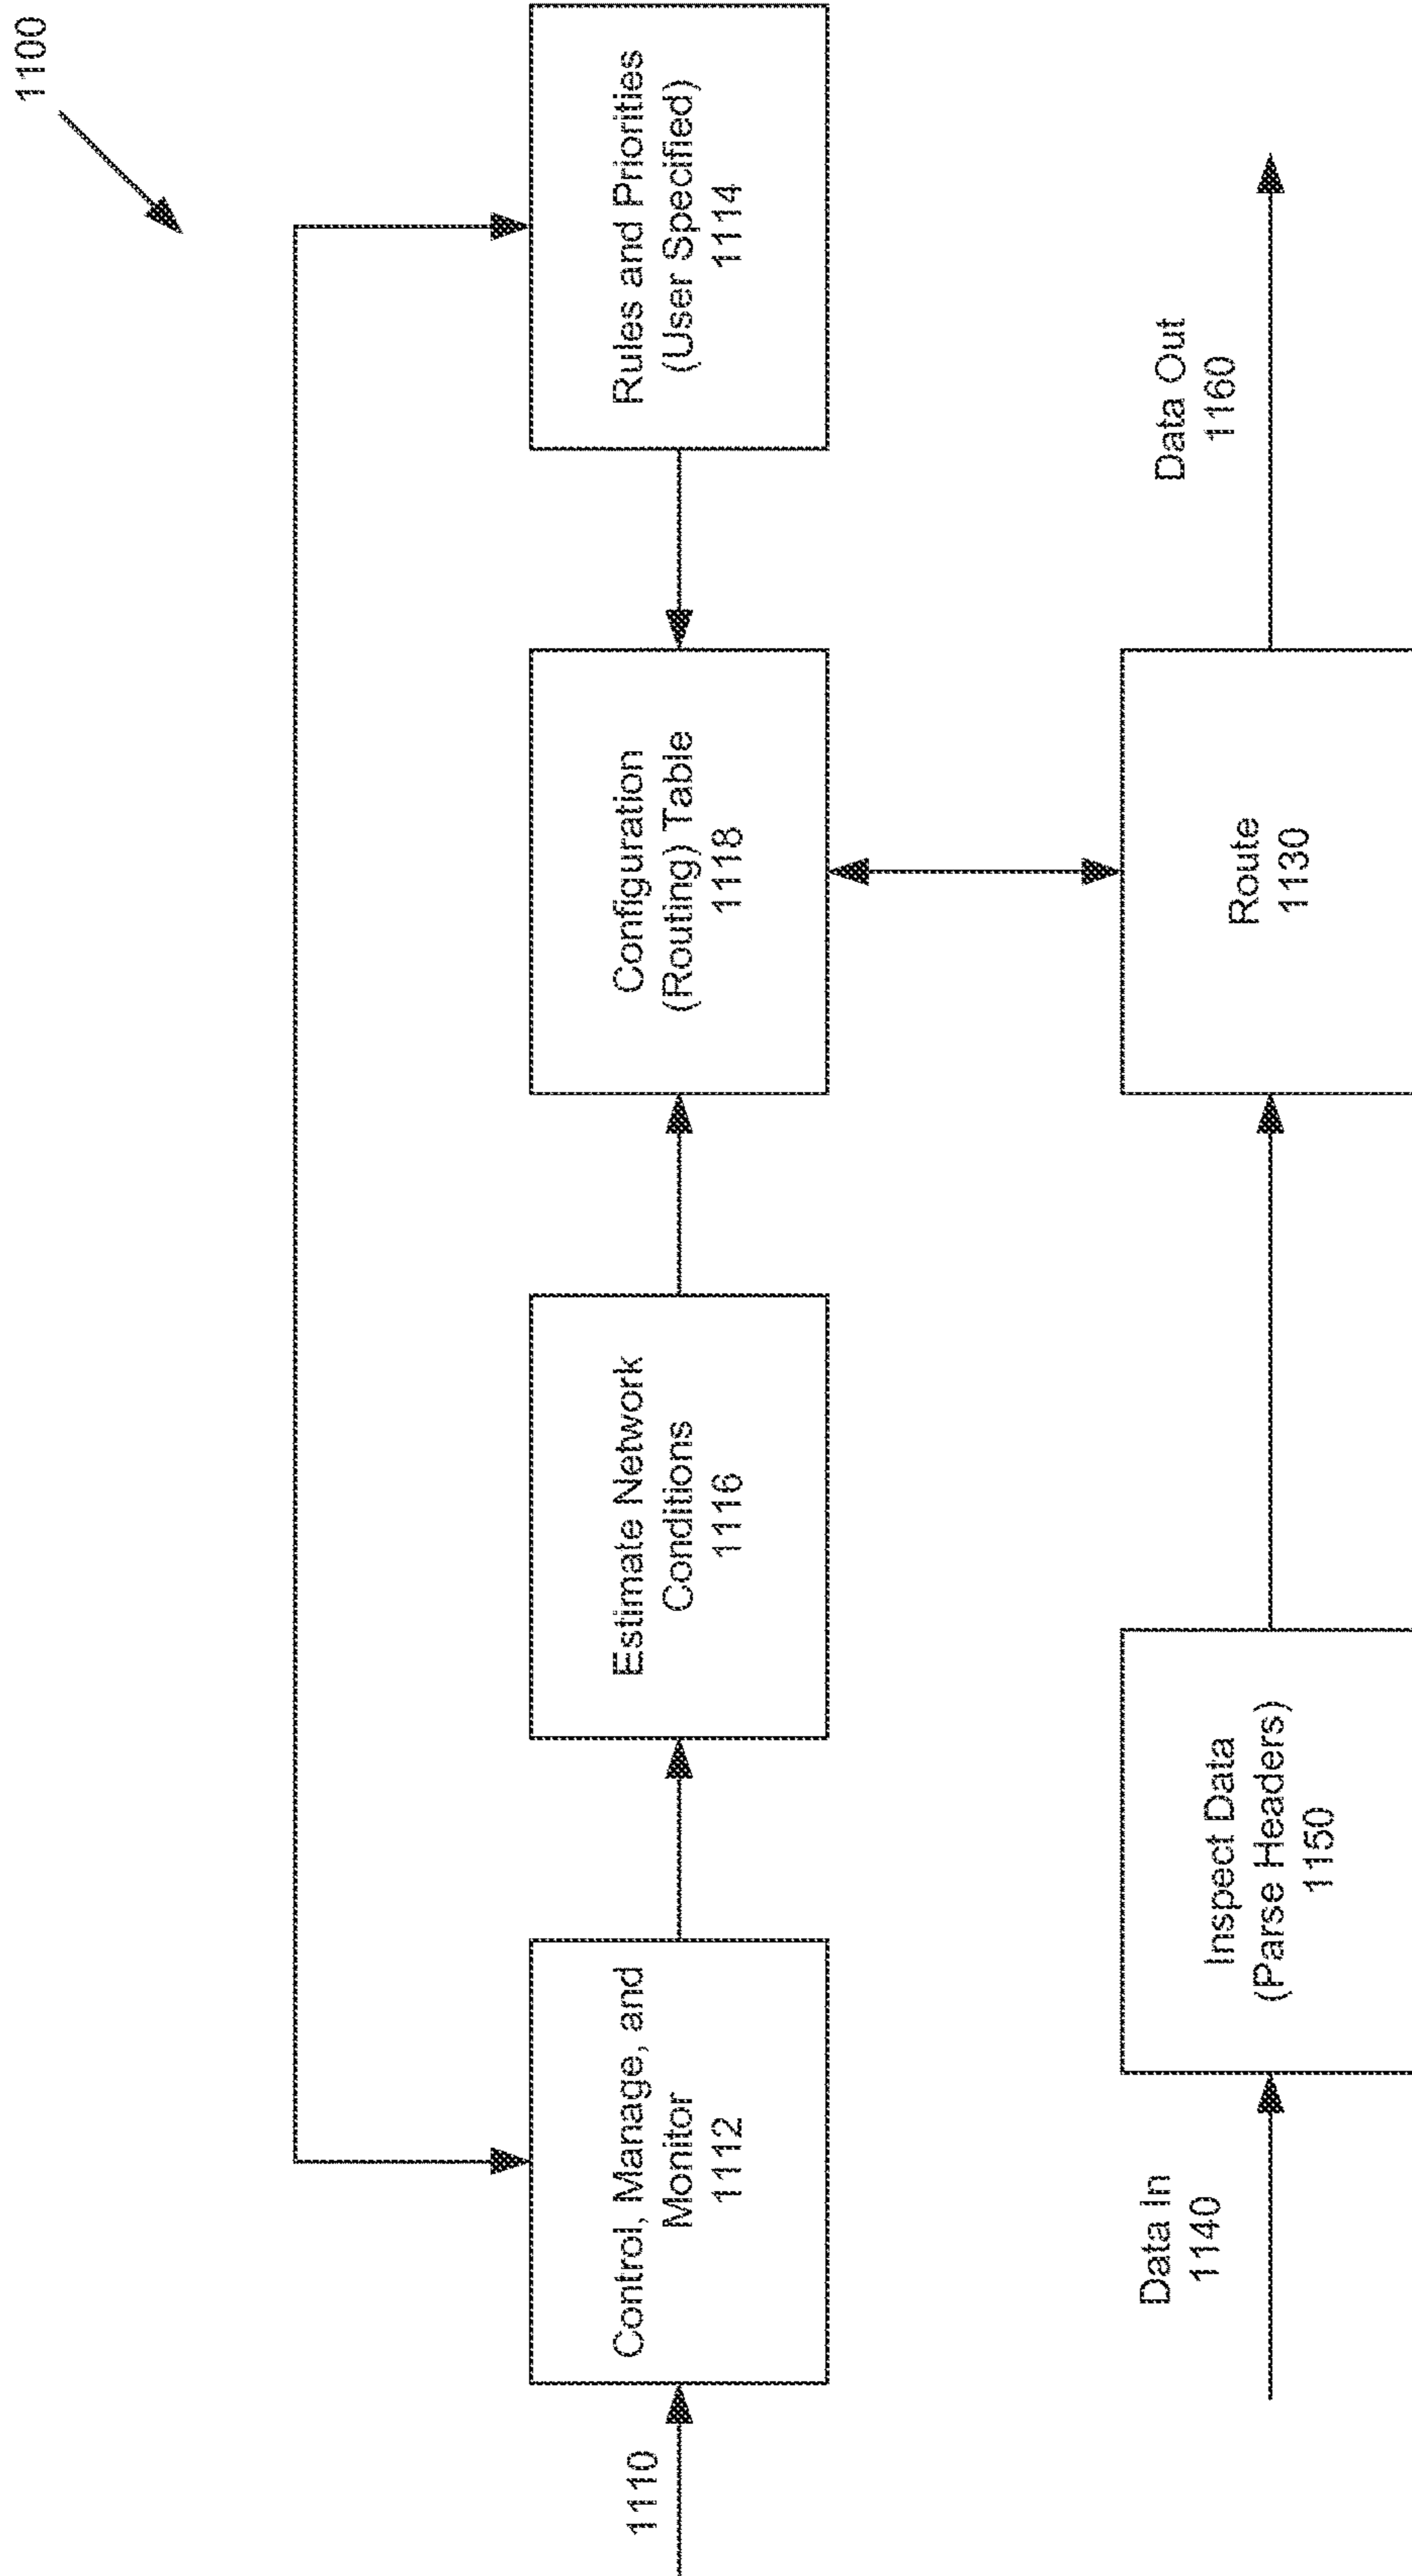 1100
1110
Control, Manage, and
Monitor
1112
Estimate Network
Conditions
1116
Configuration
(Routing) Table
1118
Rules and Priorities
(User Specified)
1114
Data In
1140
Inspect Data
(Parse Headers)
1150
Route
1130
Data Out
1160